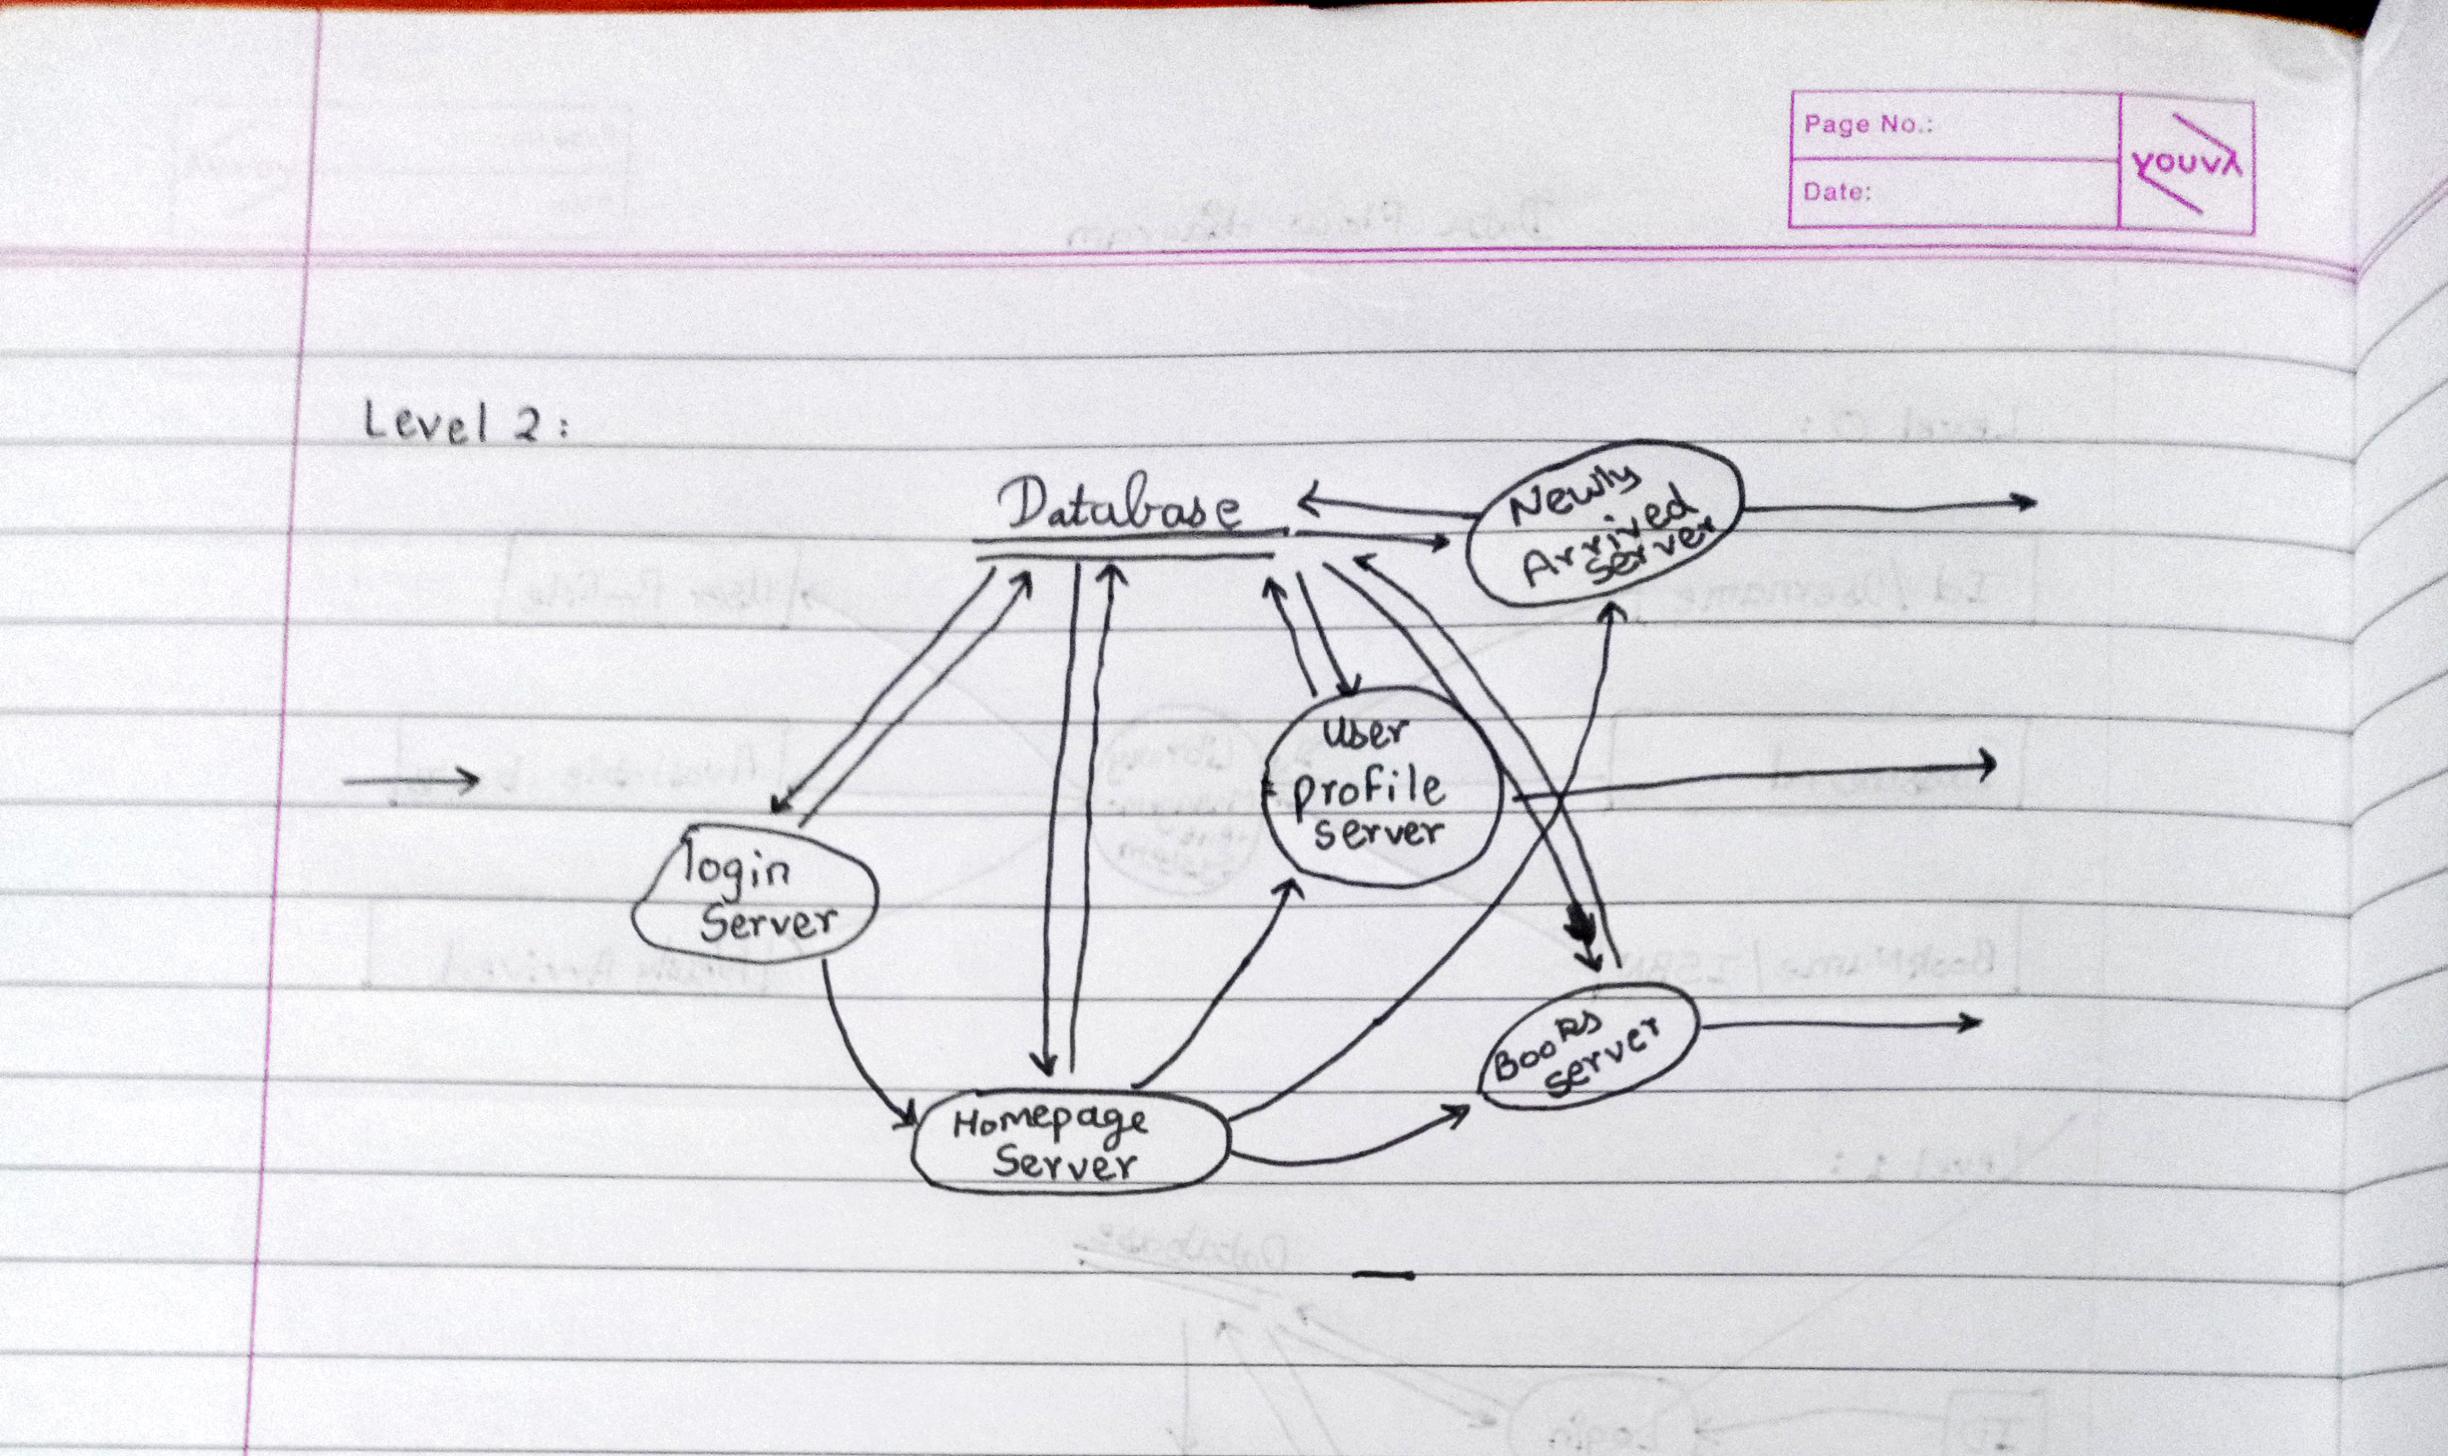 Page No.:
Date:
youva
Level 2:
Database
Newly
Arrived
server
User
profile
server
login
Server
Books
server
Homepage
Server